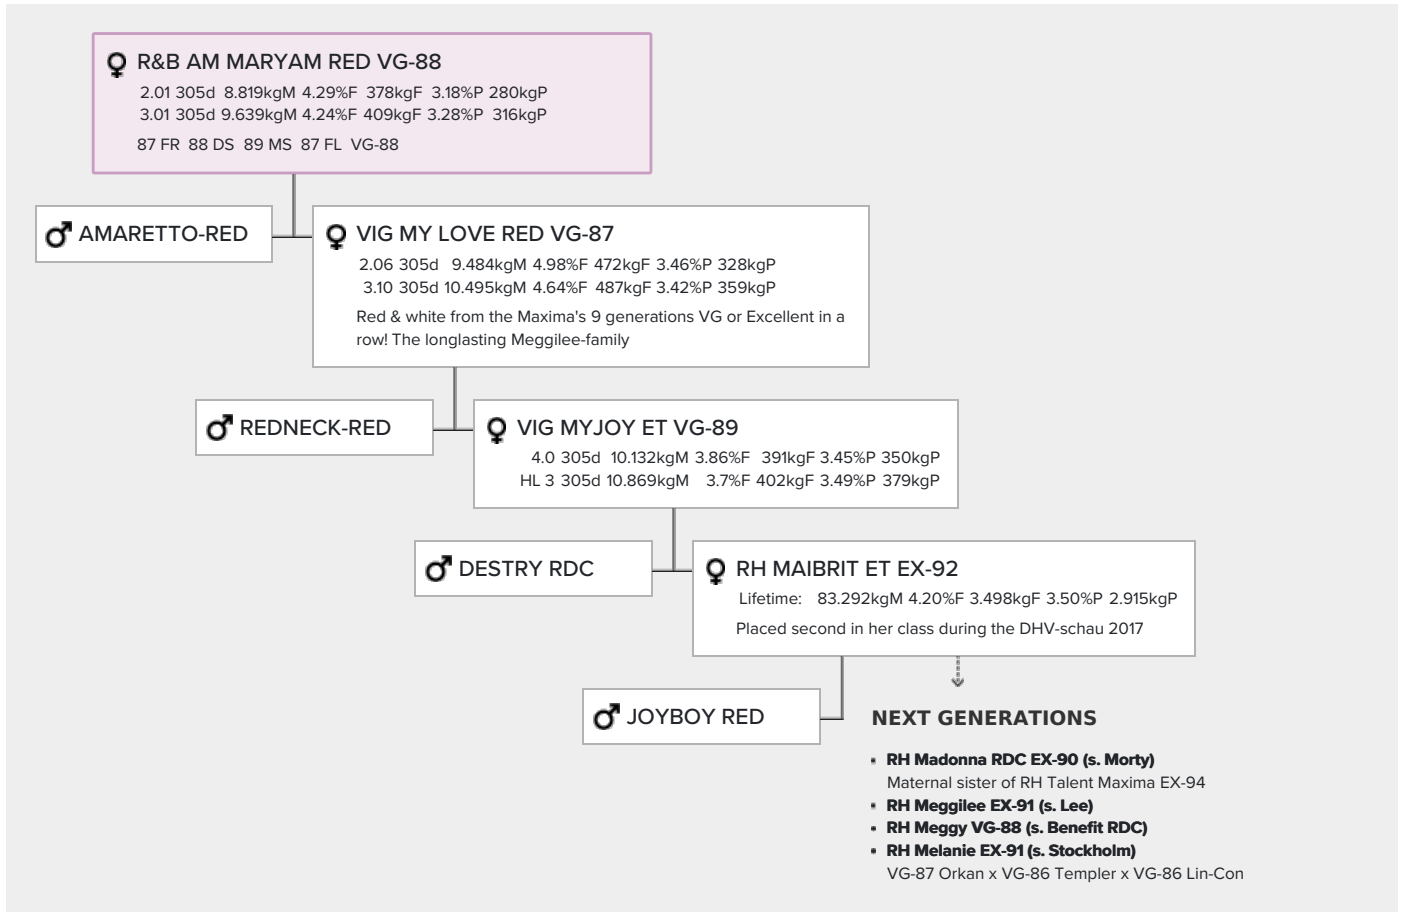 R&B AM MARYAM RED VG-88
2.01 305d 8.819kgM 4.29%F 378kgF 3.18%P 280kgP
3.01 305d 9.639kgM 4.24%F 409kgF 3.28%P 316kgP
87 FR 88 DS 89 MS 87 FL VG-88
AMARETTO-RED
VIG MY LOVE RED VG-87
2.06 305d 9.484kgM 4.98%F 472kgF 3.46%P 328kgP
3.10 305d 10.495kgM 4.64%F 487kgF 3.42%P 359kgP
Red & white from the Maxima's 9 generations VG or Excellent in a
row! The longlasting Meggilee-family
REDNECK-RED
VIG MYJOY ET VG-89
4.0 305d 10.132kgM 3.86%F 391kgF 3.45%P 350kgP
HL 3 305d 10.869kgM 3.7%F 402kgF 3.49%P 379kgP
DESTRY RDC
RH MAIBRIT ET EX-92
Lifetime: 83.292kgM 4.20%F 3.498kgF 3.50%P 2.915kgP
Placed second in her class during the DHV-schau 2017
JOYBOY RED
NEXT GENERATIONS
RH Madonna RDC EX-90 (s. Morty)
Maternal sister of RH Talent Maxima EX-94
RH Meggilee EX-91 (s. Lee)
RH Meggy VG-88 (s. Benefit RDC)
RH Melanie EX-91 (s. Stockholm)
VG-87 Orkan x VG-86 Templer x VG-86 Lin-Con